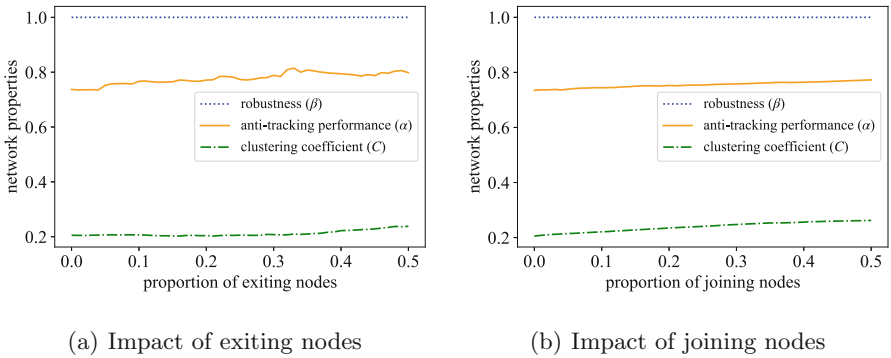 1.0
0.8
0.6
0.4
0.2
network properties
robustness (β)
anti-tracking performance (α)
clustering coefficient (C)
0.0 0.1 0.2 0.3 0.4 0.5
proportion of exiting nodes
(a) Impact of exiting nodes
1.0
0.8
0.6
0.4
0.2
network properties
robustness (β)
anti-tracking performance (α)
clustering coefficient (C)
0.0 0.1 0.2 0.3 0.4 0.5
proportion of joining nodes
(b) Impact of joining nodes